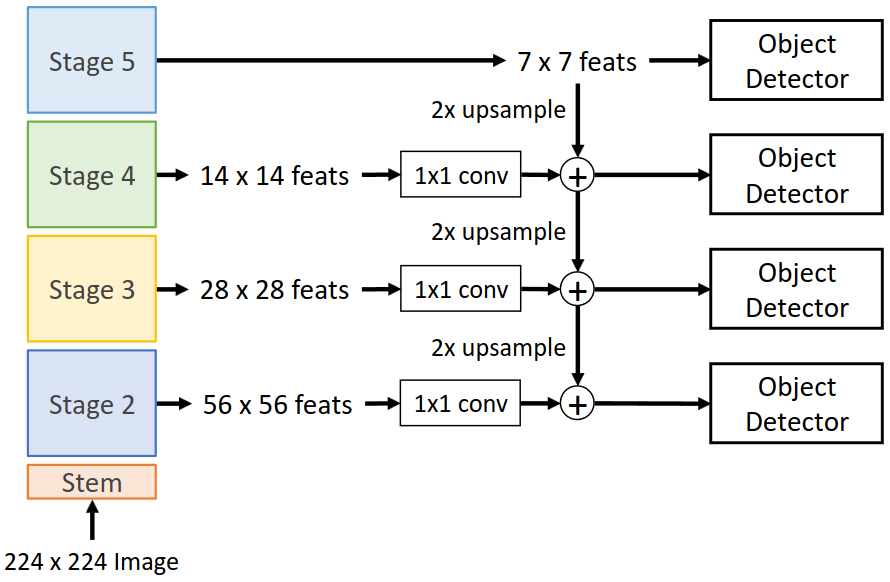 Stage 5
7 x 7 feats
Object
Detector
2x upsample
Stage 4
14 x 14 feats
1x1 conv
+
Object
Detector
2x upsample
Stage 3
28 x 28 feats
1x1 conv
+
Object
Detector
2x upsample
Stage 2
56 x 56 feats
1x1 conv
+
Object
Detector
Stem
224 x 224 Image